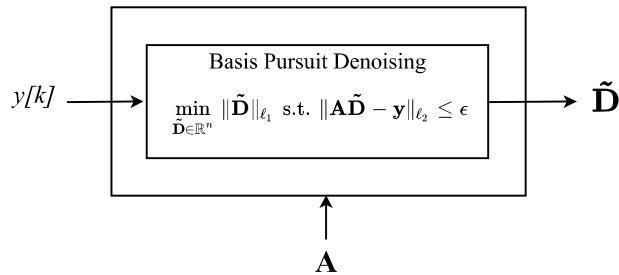 Basis Pursuit Denoising
y[k]
min ‖D̃‖ℓ₁ s.t. ‖AD̃ − y‖ℓ₂ ≤ ϵ
D̃∈ℝⁿ
D̃
A